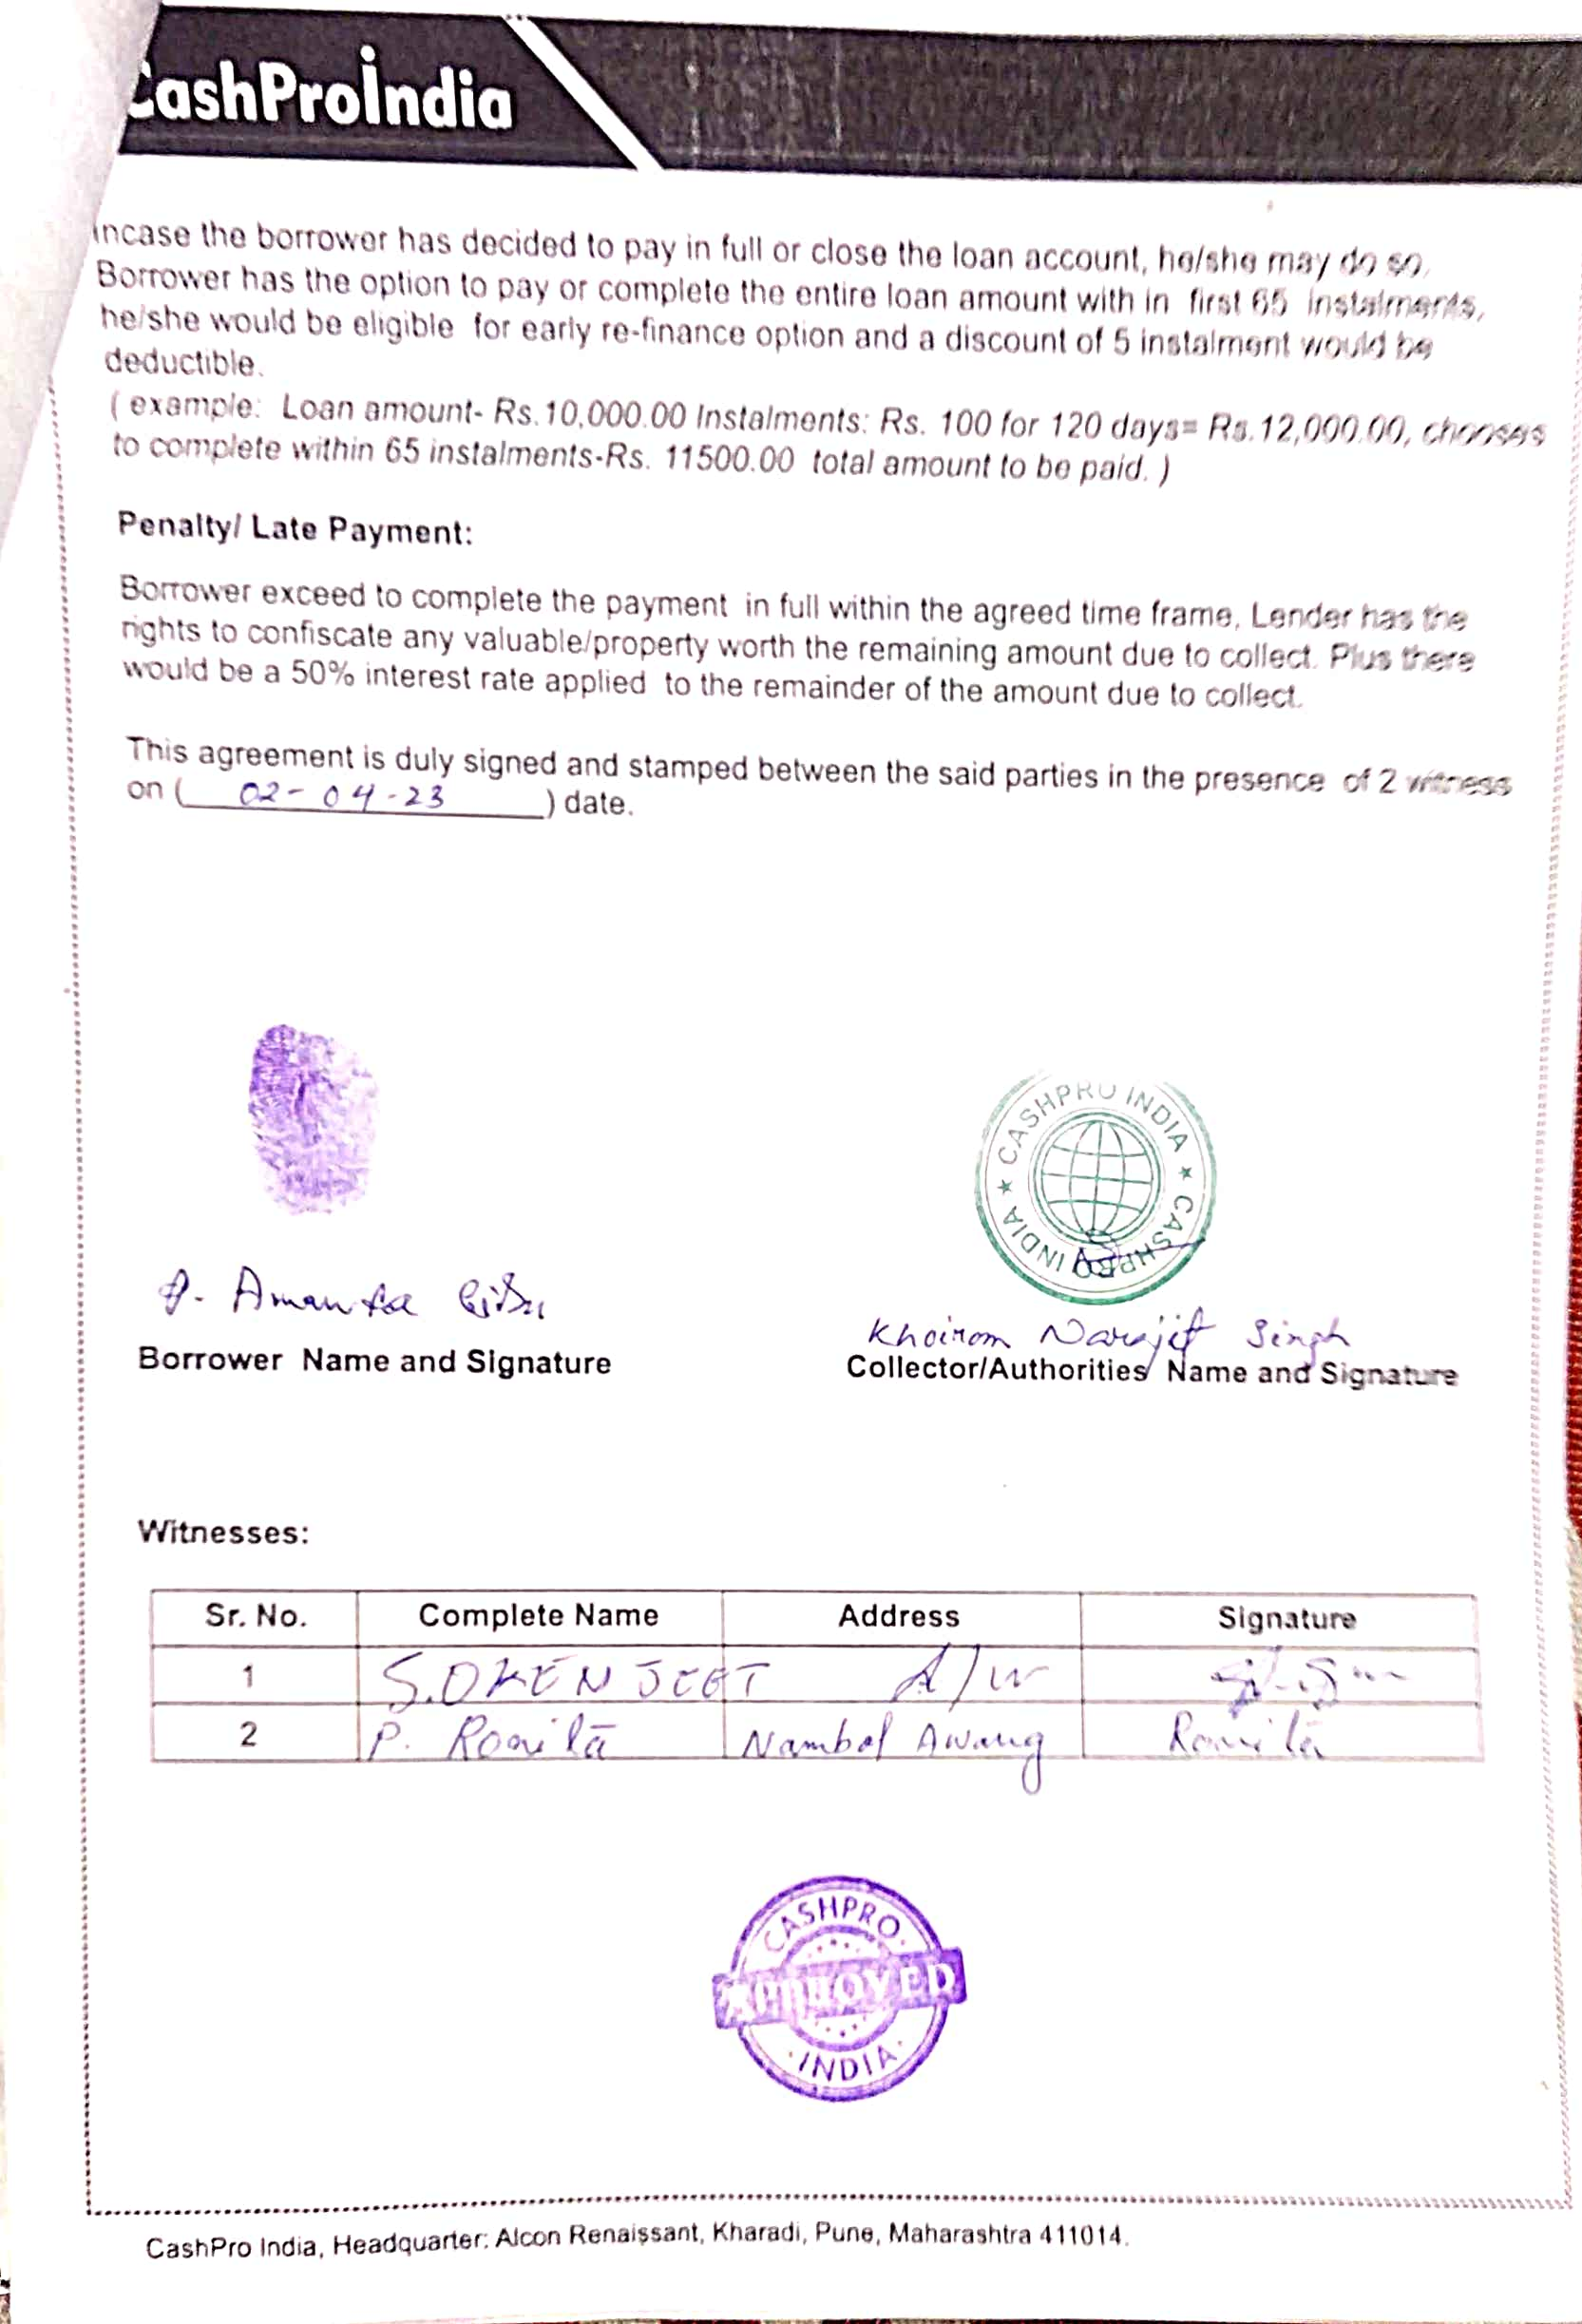 CashProIndia
Incase the borrower has decided to pay in full or close the loan account, he/she may do so.
Borrower has the option to pay or complete the entire loan amount with in first 65 instalments,
he/she would be eligible for early re-finance option and a discount of 5 instalment would be
deductible.
( example: Loan amount- Rs.10,000.00 Instalments: Rs. 100 for 120 days= Rs.12,000.00, chooses
to complete within 65 instalments-Rs. 11500.00 total amount to be paid. )
Penalty/ Late Payment:
Borrower exceed to complete the payment in full within the agreed time frame, Lender has the
rights to confiscate any valuable/property worth the remaining amount due to collect. Plus there
would be a 50% interest rate applied to the remainder of the amount due to collect.
This agreement is duly signed and stamped between the said parties in the presence of 2 witness
on ( 02-04-23 ) date.
CASHPRO INDIA ★ CASHPRO INDIA ★
Khoirom Narajit Singh
Borrower Name and Signature
Collector/Authorities Name and Signature
Witnesses:
Sr. No. Complete Name Address Signature
1 S.OKEN JEET A/W
2 P. Romita Nambol Awang Romita
CASHPRO
APPROVED
INDIA
CashPro India, Headquarter: Alcon Renaissant, Kharadi, Pune, Maharashtra 411014.